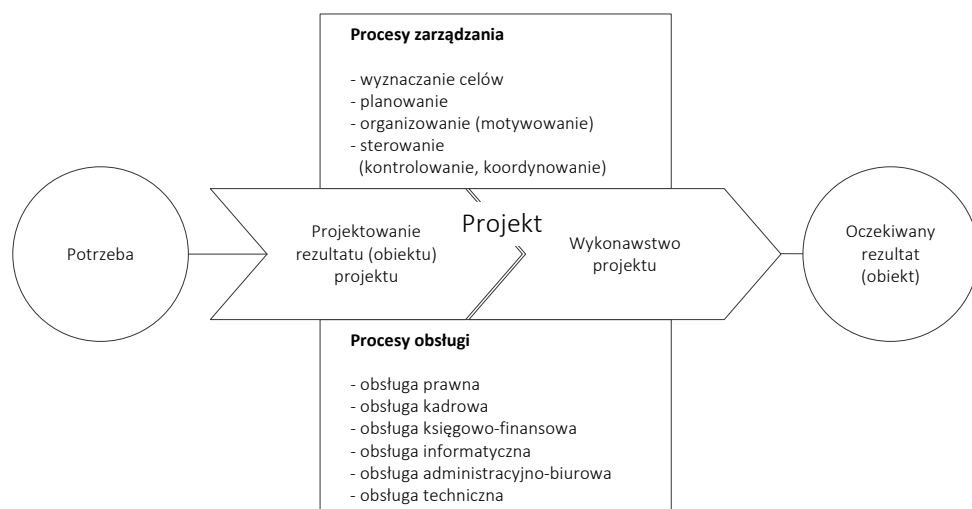 Procesy zarządzania
- wyznaczanie celów
- planowanie
- organizowanie (motywowanie)
- sterowanie
(kontrolowanie, koordynowanie)
Potrzeba
Projektowanie
rezultatu (obiektu)
projektu
Projekt
Wykonawstwo
projektu
Oczekiwany
rezultat
(obiekt)
Procesy obsługi
- obsługa prawna
- obsługa kadrowa
- obsługa księgowo-finansowa
- obsługa informatyczna
- obsługa administracyjno-biurowa
- obsługa techniczna